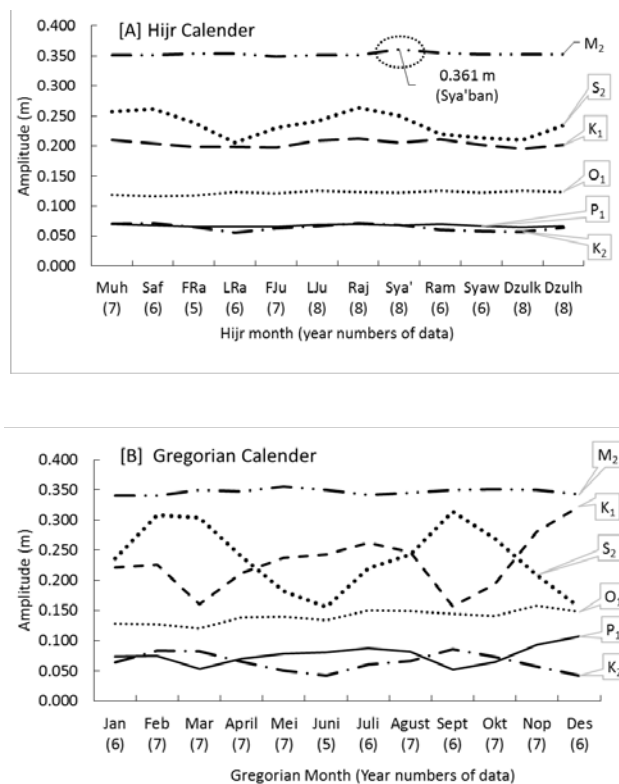 [A] Hijr Calender
0.400
0.350
0.300
0.250
0.200
0.150
0.100
0.050
0.000
Amplitude (m)
0.361 m
(Sya'ban)
M2
S2
K1
O1
P1
K2
Muh Saf FRa LRa FJu LJu Raj Sya' Ram Syaw Dzulk Dzulh
(7) (6) (5) (6) (7) (8) (8) (8) (6) (6) (8) (8)
Hijr month (year numbers of data)
[B] Gregorian Calender
0.400
0.350
0.300
0.250
0.200
0.150
0.100
0.050
0.000
Amplitude (m)
M2
K1
S2
O1
P1
K2
Jan Feb Mar April Mei Juni Juli Agust Sept Okt Nop Des
(6) (7) (7) (7) (7) (5) (6) (7) (6) (7) (7) (6)
Gregorian Month (Year numbers of data)